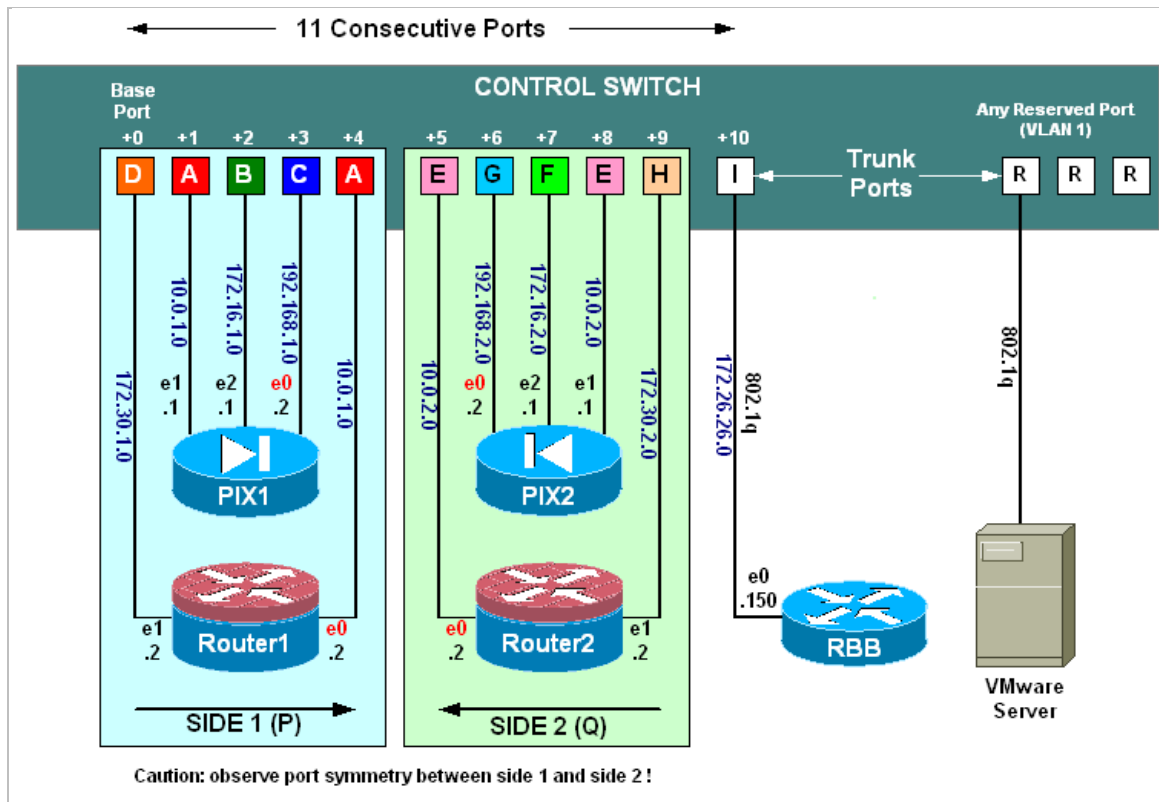 11 Consecutive Ports
CONTROL SWITCH
Base
Port
Any Reserved Port
(VLAN 1)
+0 +1 +2 +3 +4 +5 +6 +7 +8 +9 +10
D A B C A E G F E H I
Trunk
Ports
R R R
172.30.1.0
10.0.1.0
172.16.1.0
192.168.1.0
10.0.1.0
10.0.2.0
192.168.2.0
172.16.2.0
10.0.2.0
172.30.2.0
172.26.26.0
802.1q
802.1q
e1 e2 e0
.1 .1 .2
e0 e2 e1
.2 .1 .1
PIX1
PIX2
e0
.150
e1
.2
Router1
e0
.2
e0
.2
Router2
e1
.2
RBB
VMware
Server
SIDE 1 (P)
SIDE 2 (Q)
Caution: observe port symmetry between side 1 and side 2 !